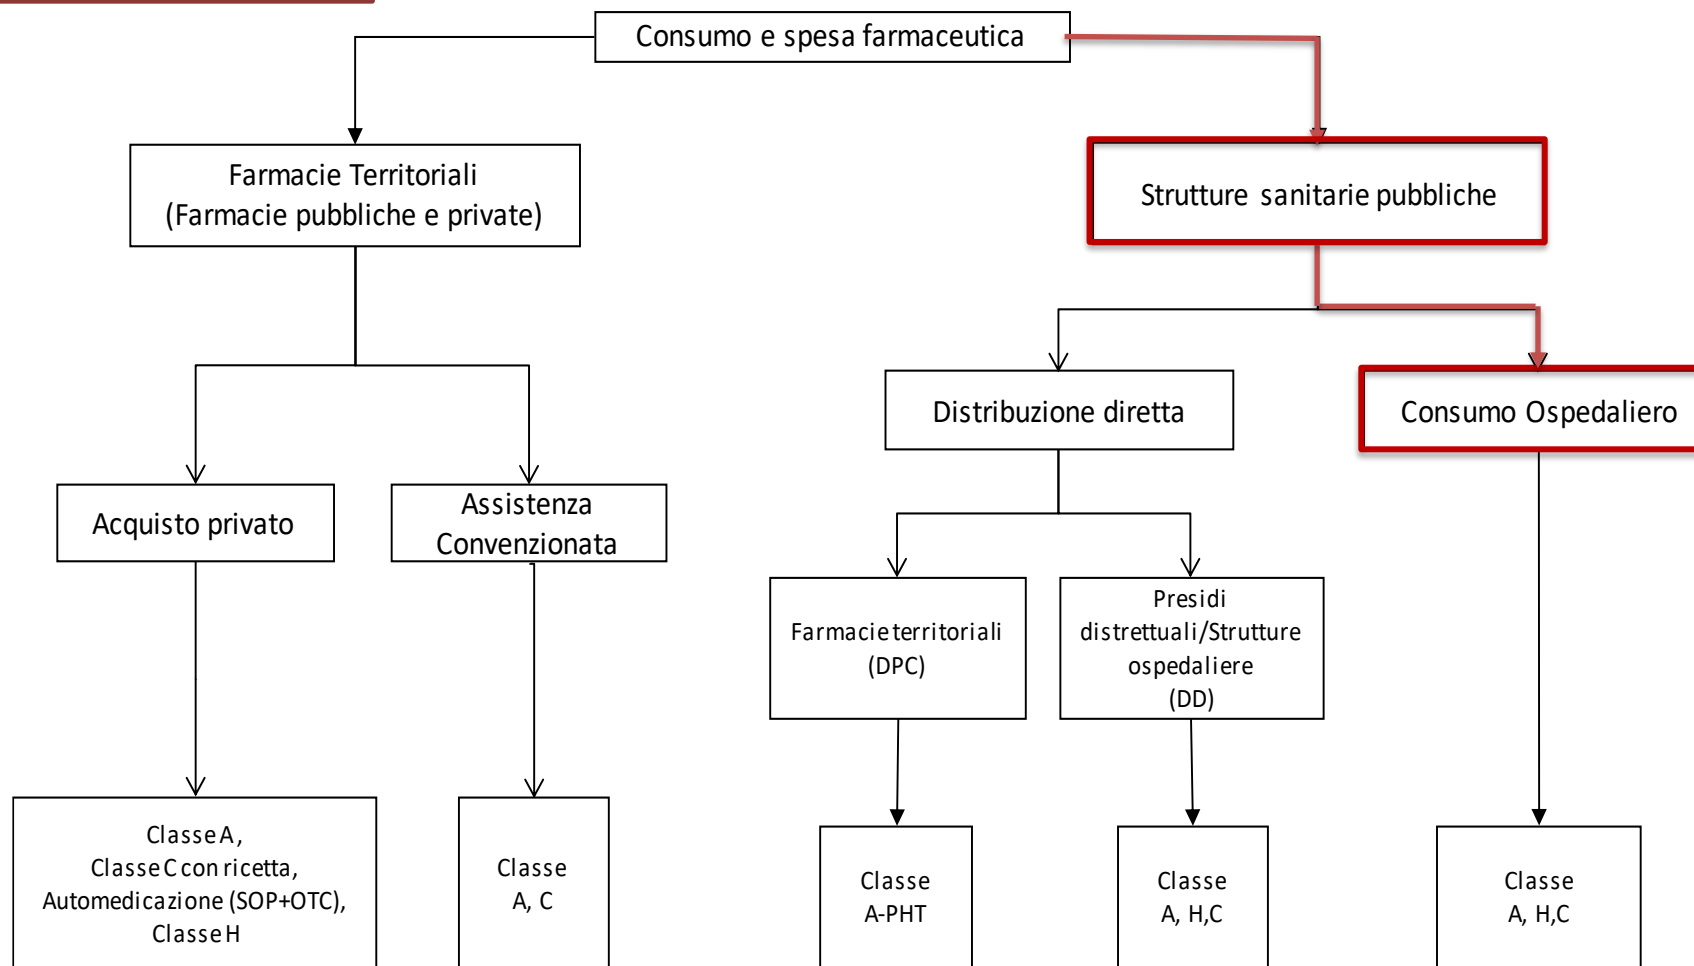 Consumo e spesa farmaceutica
Farmacie Territoriali
(Farmacie pubbliche e private)
Strutture sanitarie pubbliche
Distribuzione diretta
Consumo Ospedaliero
Acquisto privato
Assistenza
Convenzionata
Farmacie territoriali
(DPC)
Presidi
distrettuali/Strutture
ospedaliere
(DD)
Classe A,
Classe C con ricetta,
Automedicazione (SOP+OTC),
Classe H
Classe
A, C
Classe
A-PHT
Classe
A, H,C
Classe
A, H,C